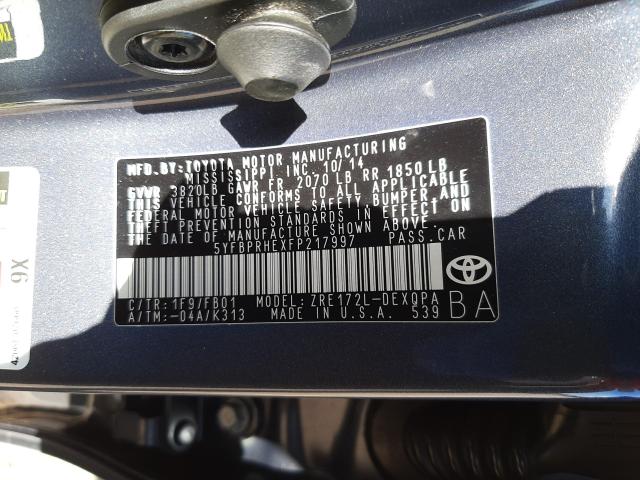 MFD. BY: TOYOTA MOTOR MANUFACTURING
MISSISSIPPI INC. 10/14
GVWR 3820LB GAWR FR 2070 LB RR 1850 LB
THIS VEHICLE CONFORMS TO ALL APPLICABLE
FEDERAL MOTOR VEHICLE SAFETY, BUMPER, AND
THEFT PREVENTION STANDARDS IN EFFECT ON
THE DATE OF MANUFACTURE SHOWN ABOVE.
5YFBPRHEXFP217997 PASS.CAR
C/TR: 1F9/FB01 MODEL: ZRE172L-DEXQPA
A/TM: -04A/K313 MADE IN U.S.A. 539
BA
TOYOTA
X6